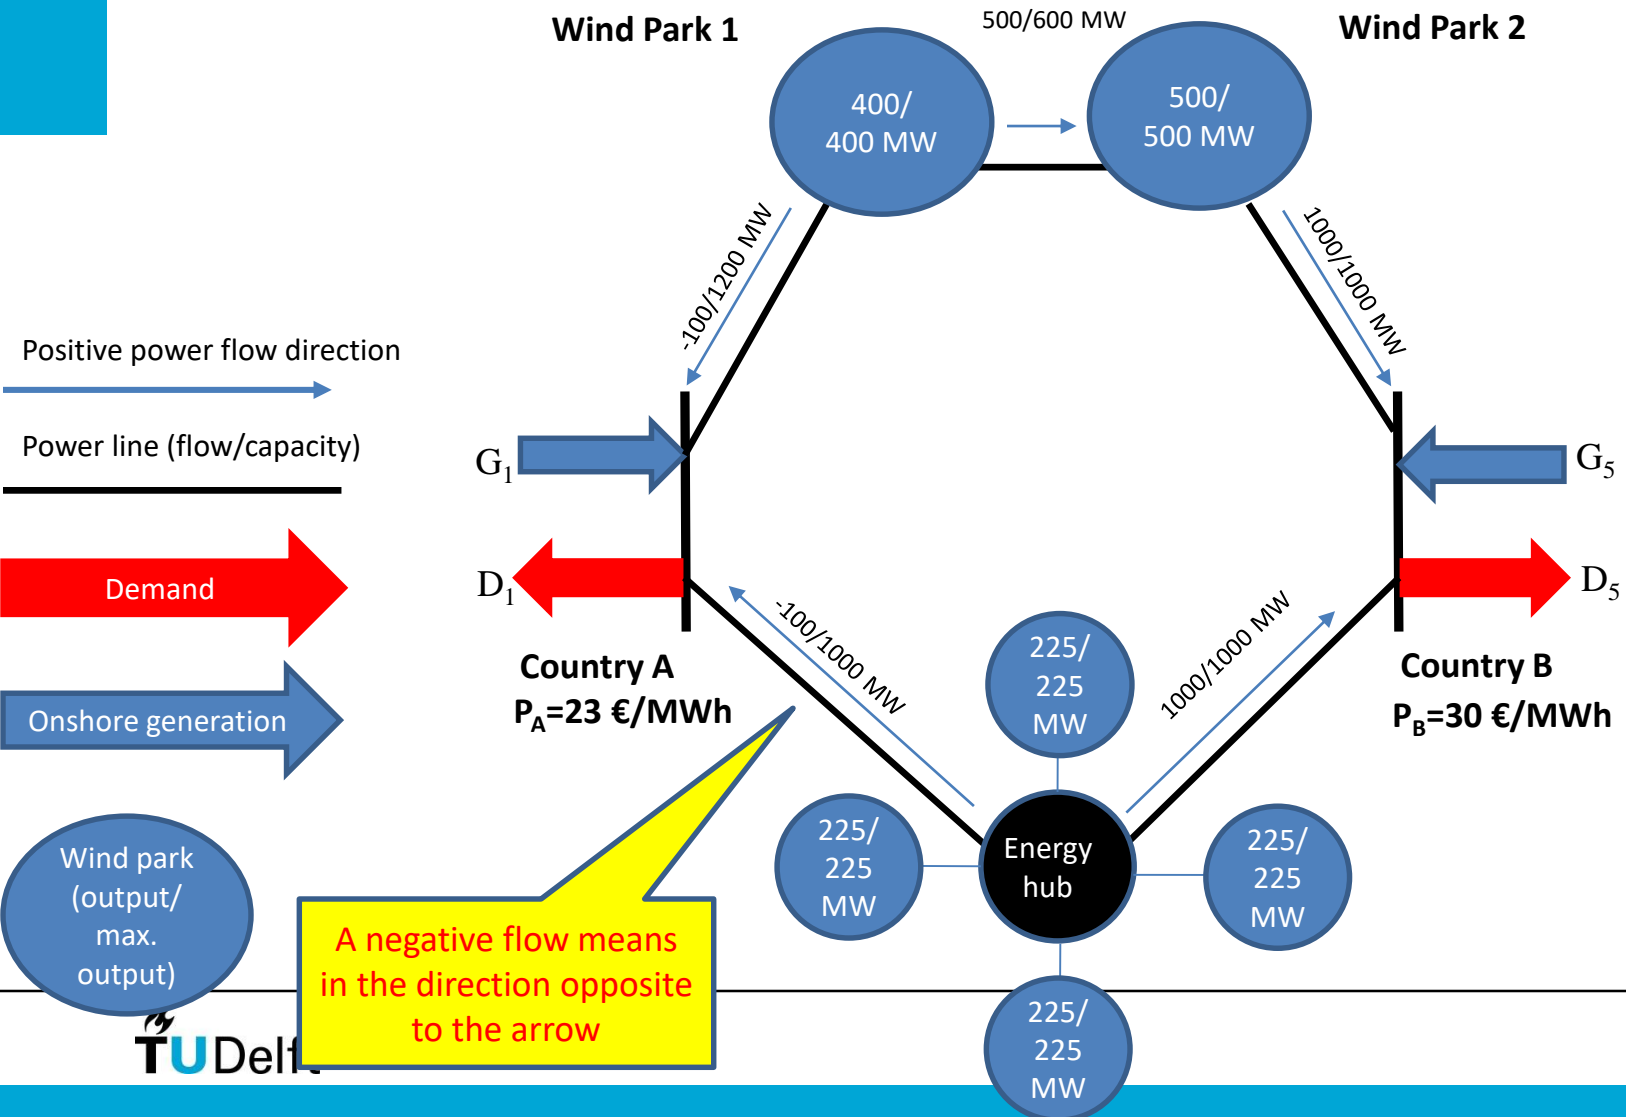 Wind Park 1
500/600 MW
Wind Park 2
400/
400 MW
500/
500 MW
-100/1200 MW
1000/1000 MW
Positive power flow direction
Power line (flow/capacity)
G1
G5
Demand
D1
D5
-100/1000 MW
1000/1000 MW
225/
225
MW
Country A
PA=23 €/MWh
Country B
PB=30 €/MWh
Onshore generation
Wind park
(output/
max.
output)
225/
225
MW
Energy
hub
225/
225
MW
A negative flow means
in the direction opposite
to the arrow
225/
225
MW
TUDelft